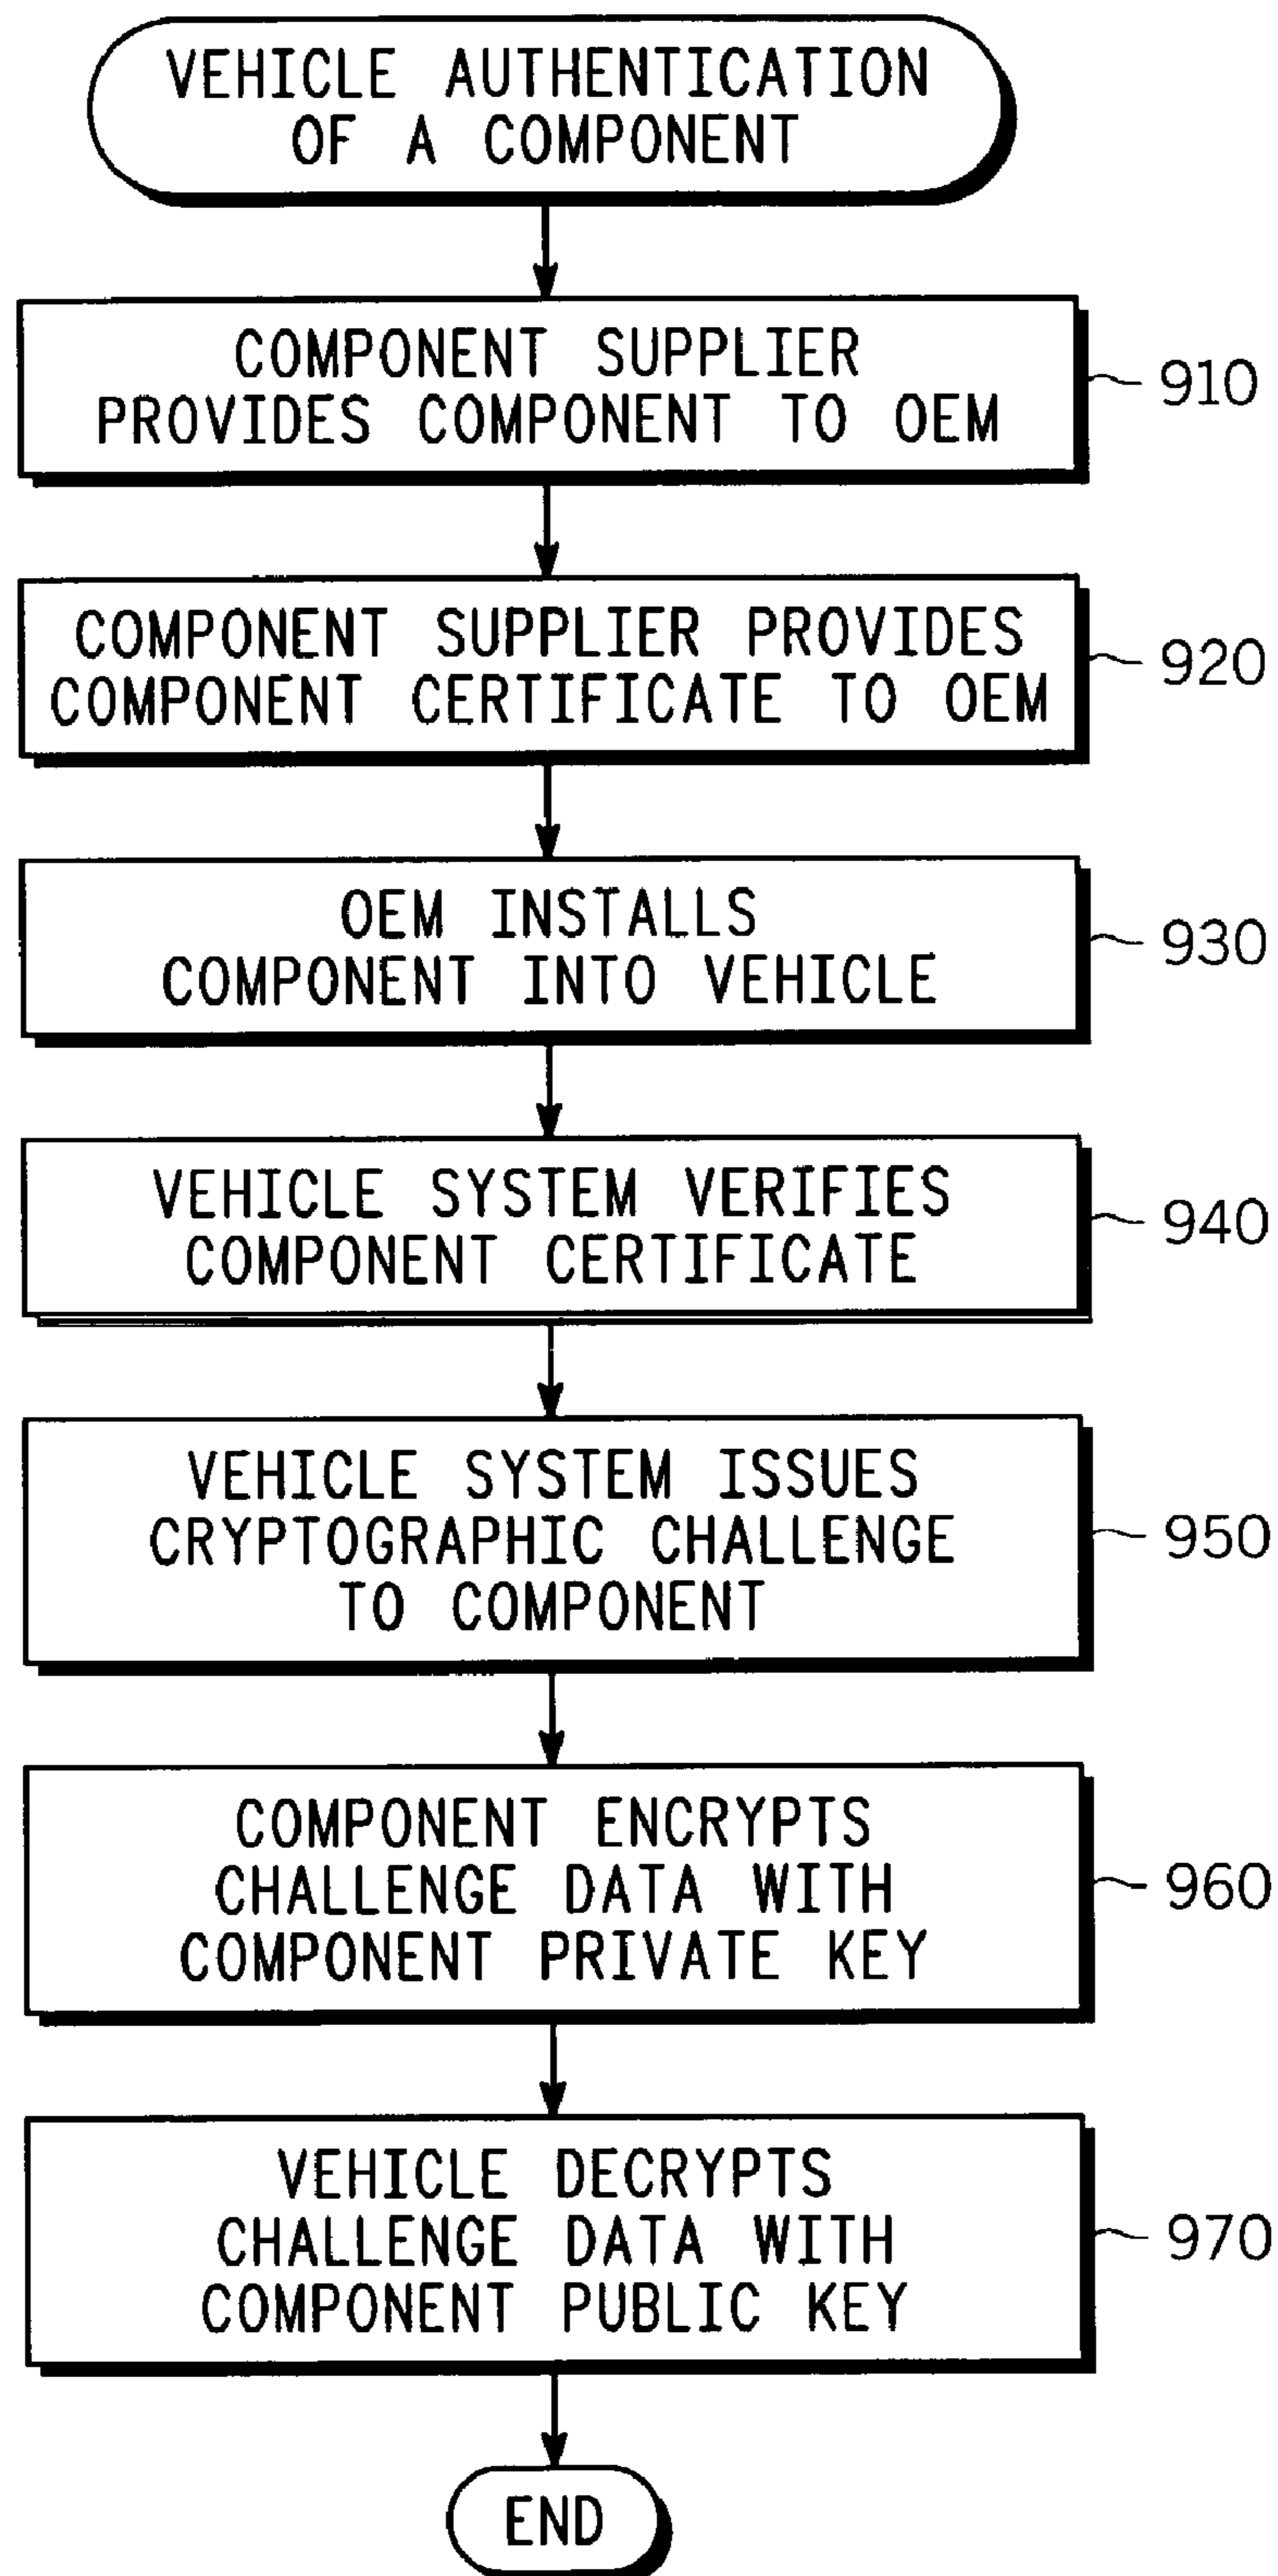 VEHICLE AUTHENTICATION
OF A COMPONENT
COMPONENT SUPPLIER
PROVIDES COMPONENT TO OEM
910
COMPONENT SUPPLIER PROVIDES
COMPONENT CERTIFICATE TO OEM
920
OEM INSTALLS
COMPONENT INTO VEHICLE
930
VEHICLE SYSTEM VERIFIES
COMPONENT CERTIFICATE
940
VEHICLE SYSTEM ISSUES
CRYPTOGRAPHIC CHALLENGE
TO COMPONENT
950
COMPONENT ENCRYPTS
CHALLENGE DATA WITH
COMPONENT PRIVATE KEY
960
VEHICLE DECRYPTS
CHALLENGE DATA WITH
COMPONENT PUBLIC KEY
970
END